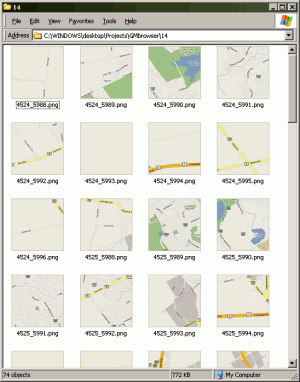 14
File Edit View Favorites Tools Help
Address C:\WINDOWS\desktop\Projects\GMbrowser\14
4524_5988.png 4524_5989.png 4524_5990.png 4524_5991.png
4524_5992.png 4524_5993.png 4524_5994.png 4524_5995.png
4524_5996.png 4525_5988.png 4525_5989.png 4525_5990.png
4525_5991.png 4525_5992.png 4525_5993.png 4525_5994.png
74 objects 772 KB My Computer